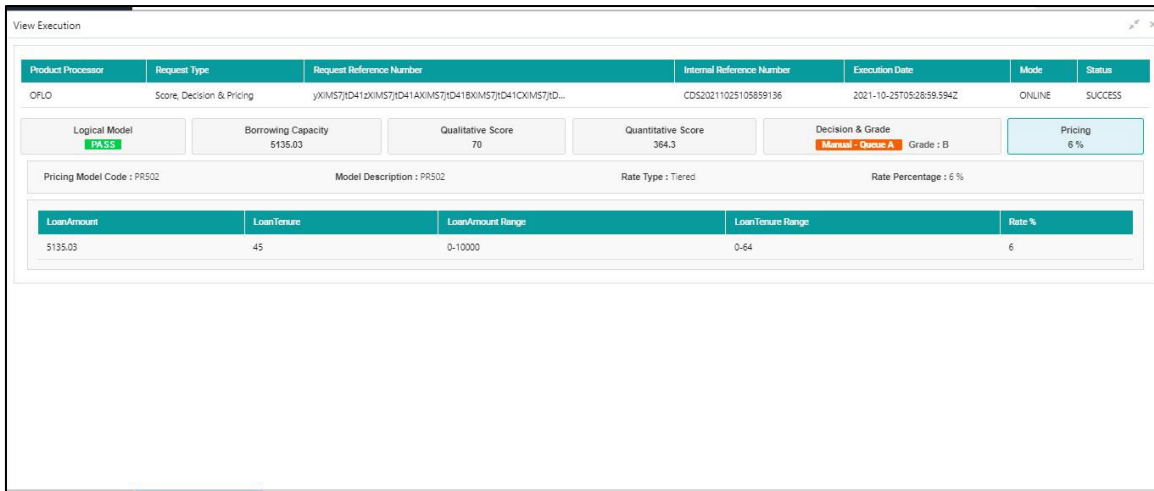 View Execution
Product Processor Request Type Request Reference Number Internal Reference Number Execution Date Mode Status
OFLO Score, Decision & Pricing yXIMS7JtD41zXIMS7JtD41AXIMS7JtD41BXIMS7JtD41CXIMS7JtD... CDS20211025105859136 2021-10-25T05:28:59.594Z ONLINE SUCCESS
Logical Model Borrowing Capacity Qualitative Score Quantitative Score Decision & Grade Pricing
PASS 5135.03 70 364.3 Manual - Queue A Grade : B 6 %
Pricing Model Code : PR502 Model Description : PR502 Rate Type : Tiered Rate Percentage : 6 %
LoanAmount LoanTenure LoanAmount Range LoanTenure Range Rate %
5135.03 45 0-10000 0-64 6